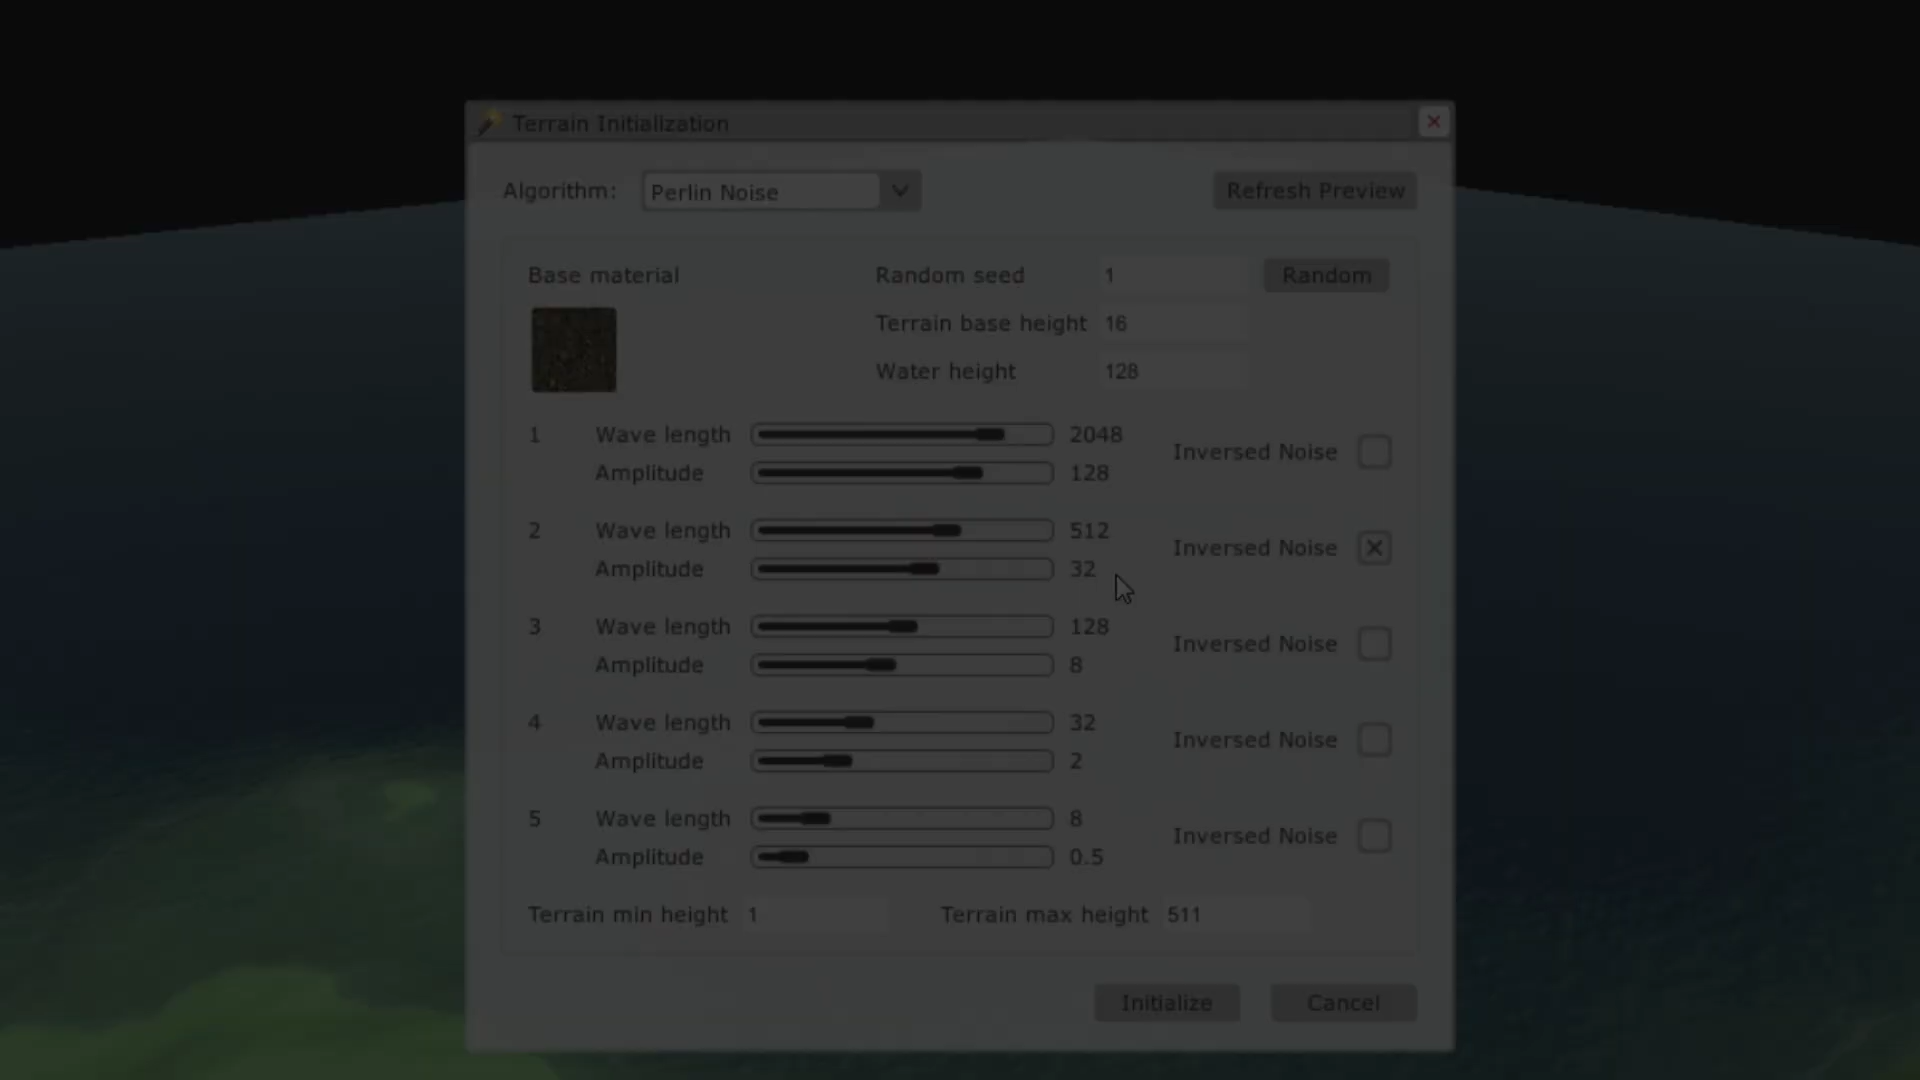 Terrain Initialization
Algorithm: Perlin Noise Refresh Preview
Base material Random seed 1 Random
Terrain base height 16
Water height 128
1 Wave length 2048
Inversed Noise
Amplitude 128
2 Wave length 512
Inversed Noise
Amplitude 32
3 Wave length 128
Inversed Noise
Amplitude 8
4 Wave length 32
Inversed Noise
Amplitude 2
5 Wave length 8
Inversed Noise
Amplitude 0.5
Terrain min height 1 Terrain max height 511
Initialize Cancel